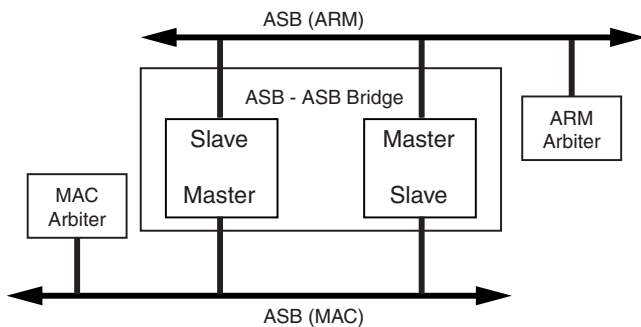 ASB (ARM)
ASB - ASB Bridge
Slave
Master
Master
Slave
ARM
Arbiter
MAC
Arbiter
ASB (MAC)